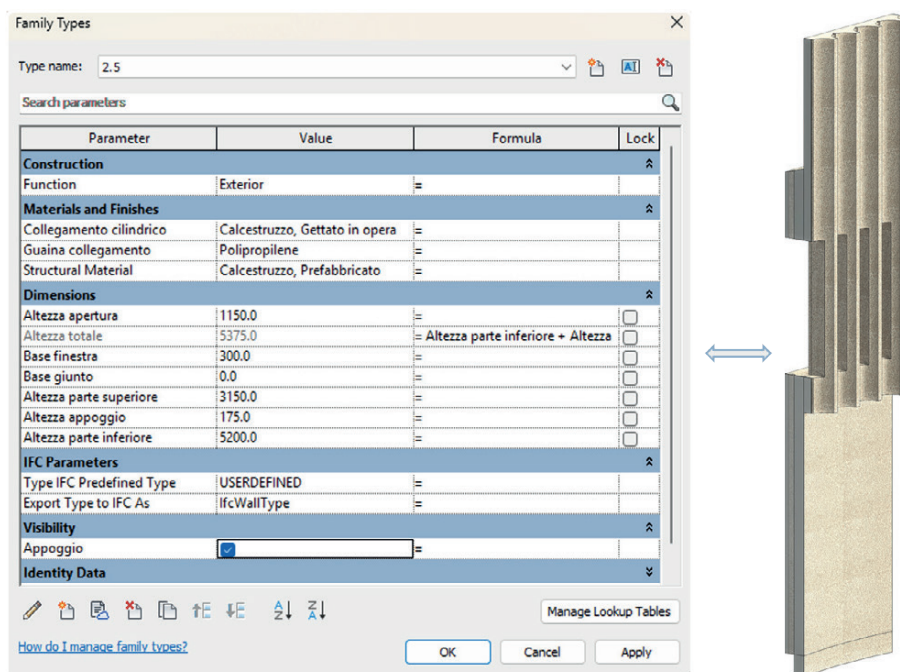 Family Types
Type name: 2.5
Search parameters
Parameter Value Formula Lock
Construction
Function Exterior =
Materials and Finishes
Collegamento cilindrico Calcestruzzo, Gettato in opera =
Guaina collegamento Polipropilene =
Structural Material Calcestruzzo, Prefabbricato =
Dimensions
Altezza apertura 1150.0 =
Altezza totale 5375.0 = Altezza parte inferiore + Altezza
Base finestra 300.0 =
Base giunto 0.0 =
Altezza parte superiore 3150.0 =
Altezza appoggio 175.0 =
Altezza parte inferiore 5200.0 =
IFC Parameters
Type IFC Predefined Type USERDEFINED =
Export Type to IFC As IfcWallType =
Visibility
Appoggio =
Identity Data
Manage Lookup Tables
How do I manage family types?
OK Cancel Apply